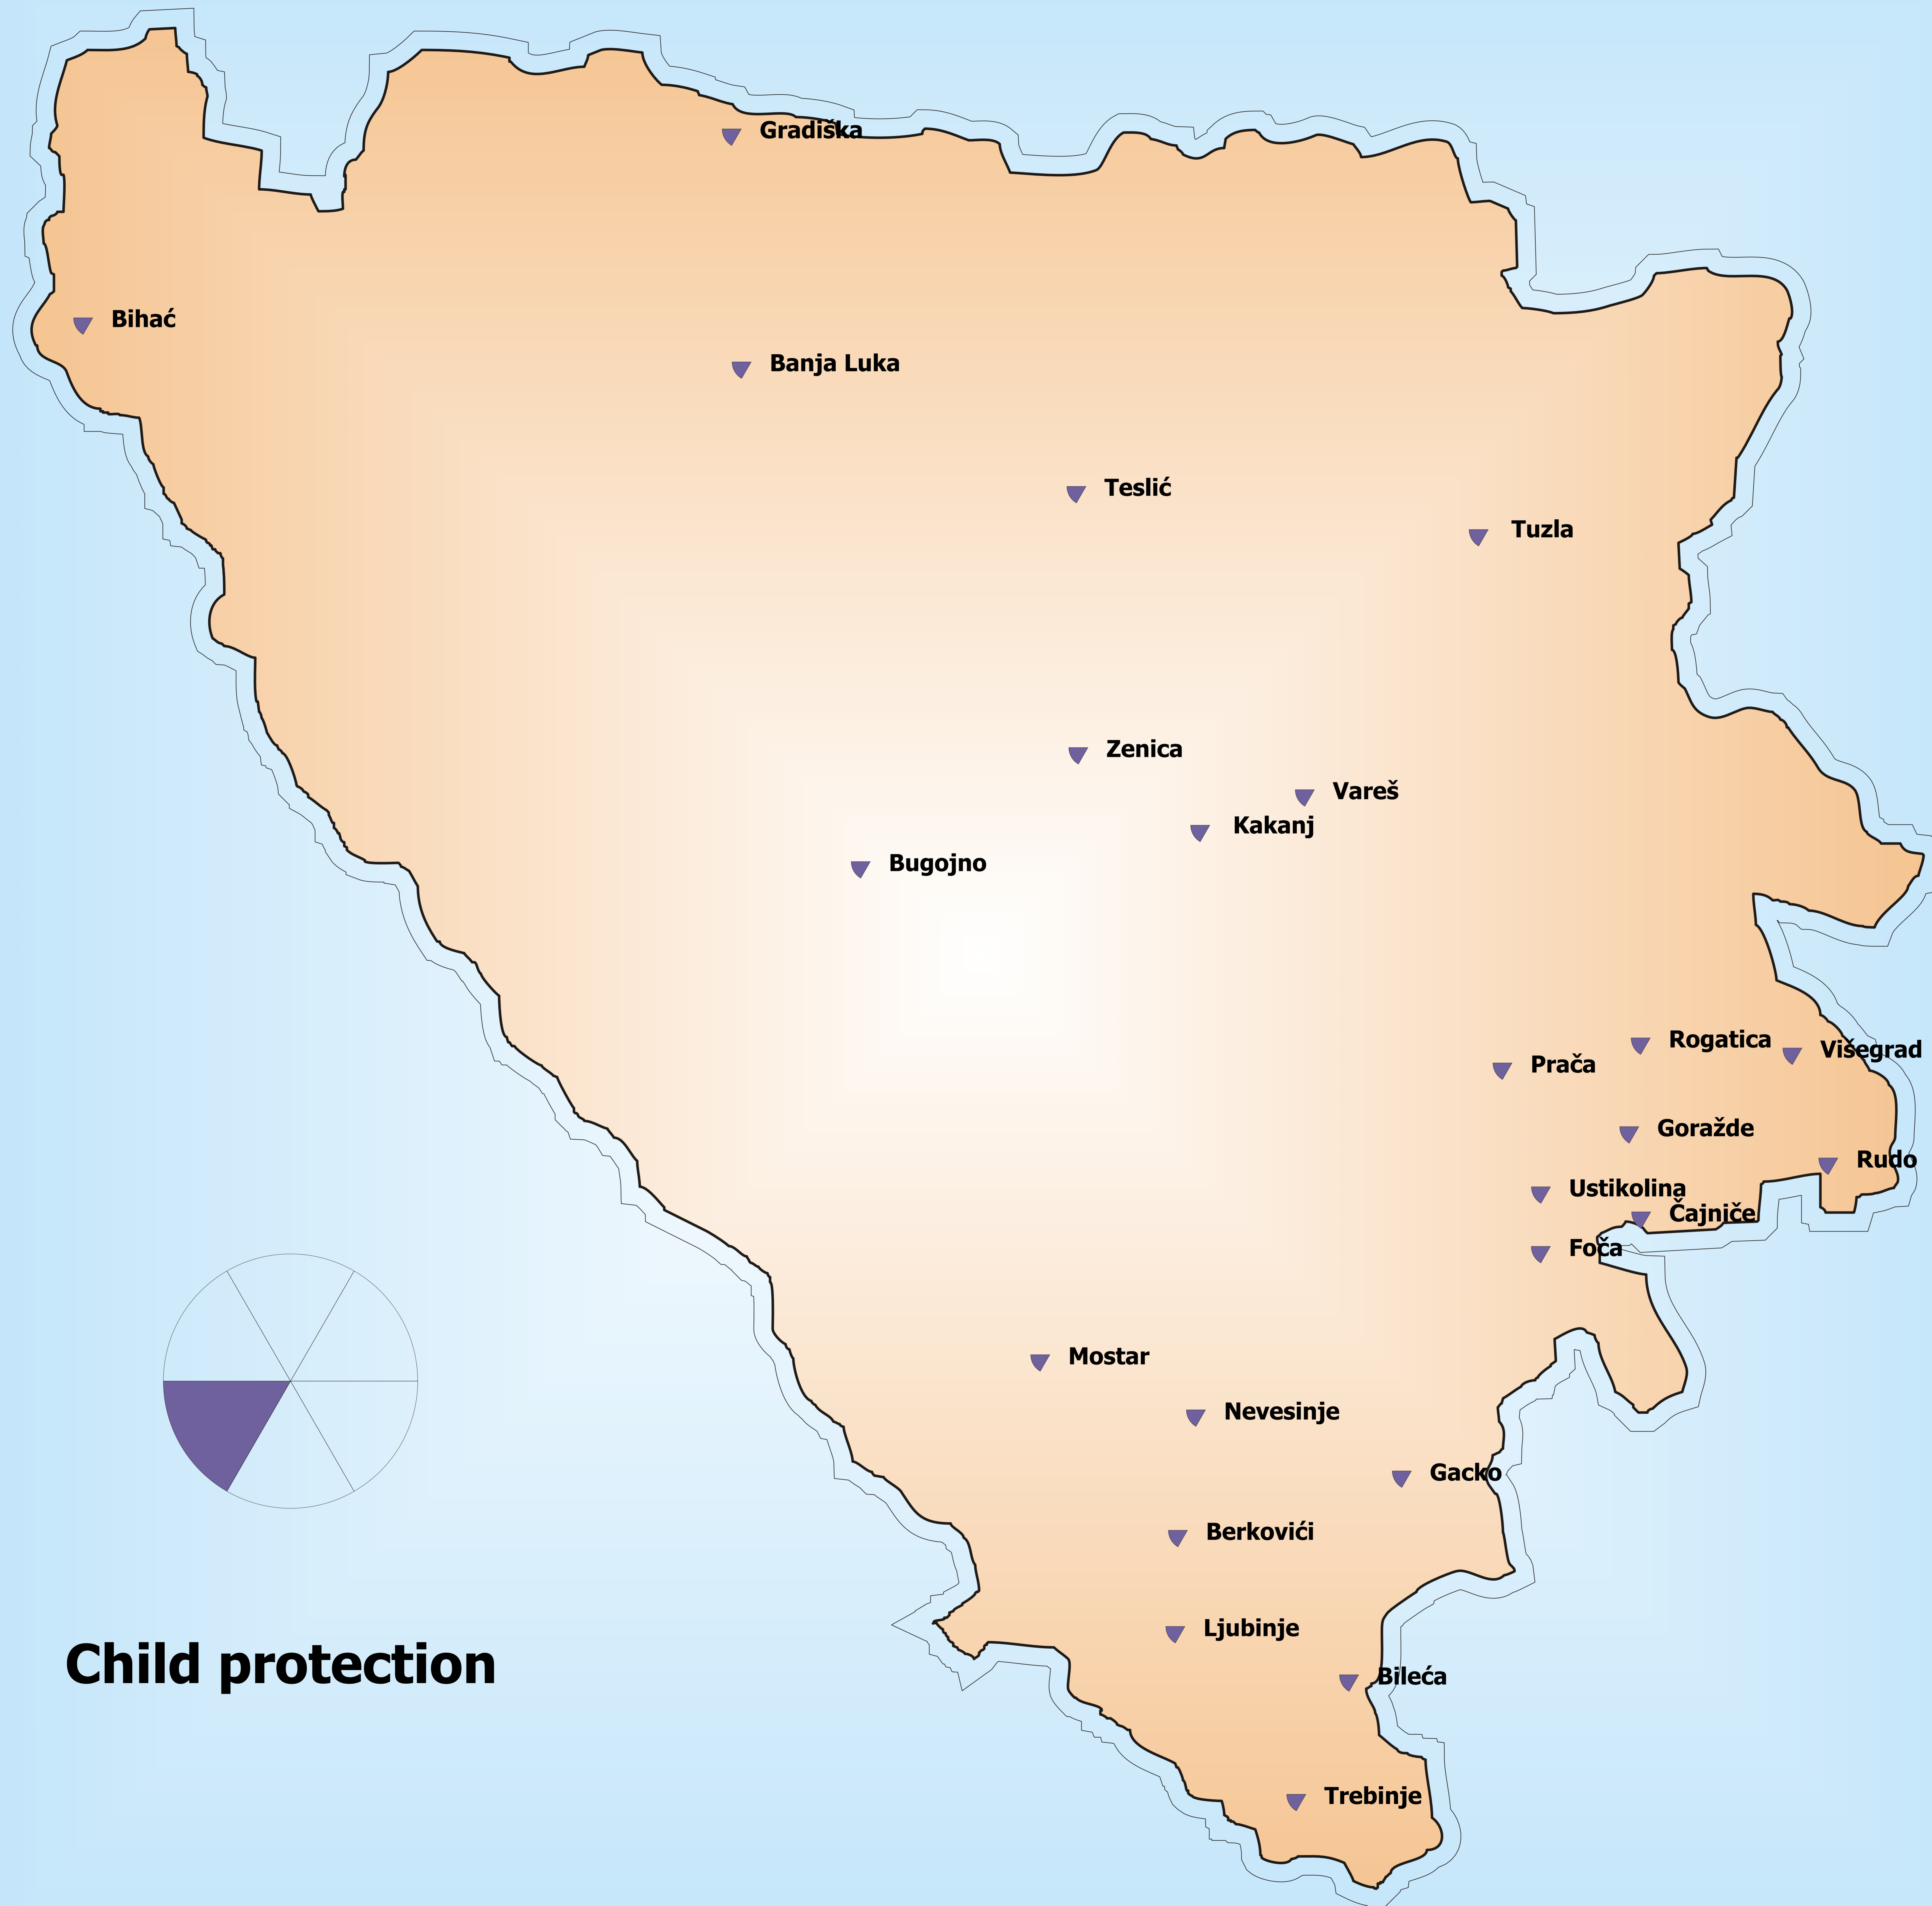 Gradiška
Bihać
Banja Luka
Teslić
Tuzla
Zenica
Vareš
Kakanj
Bugojno
Rogatica
Višegrad
Prača
Goražde
Rudo
Ustikolina
Čajniče
Foča
Mostar
Nevesinje
Gacko
Berkovići
Ljubinje
Child protection
Bileća
Trebinje